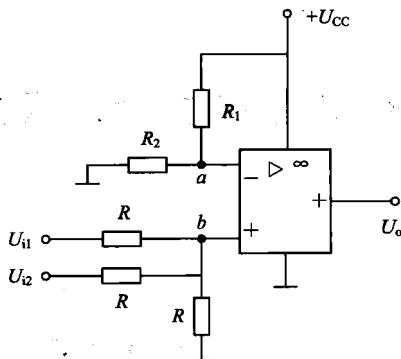 +U_CC
R_1
R_2
a
▷ ∞
−
+
U_o
R
b
U_i1
+
U_i2
R
R